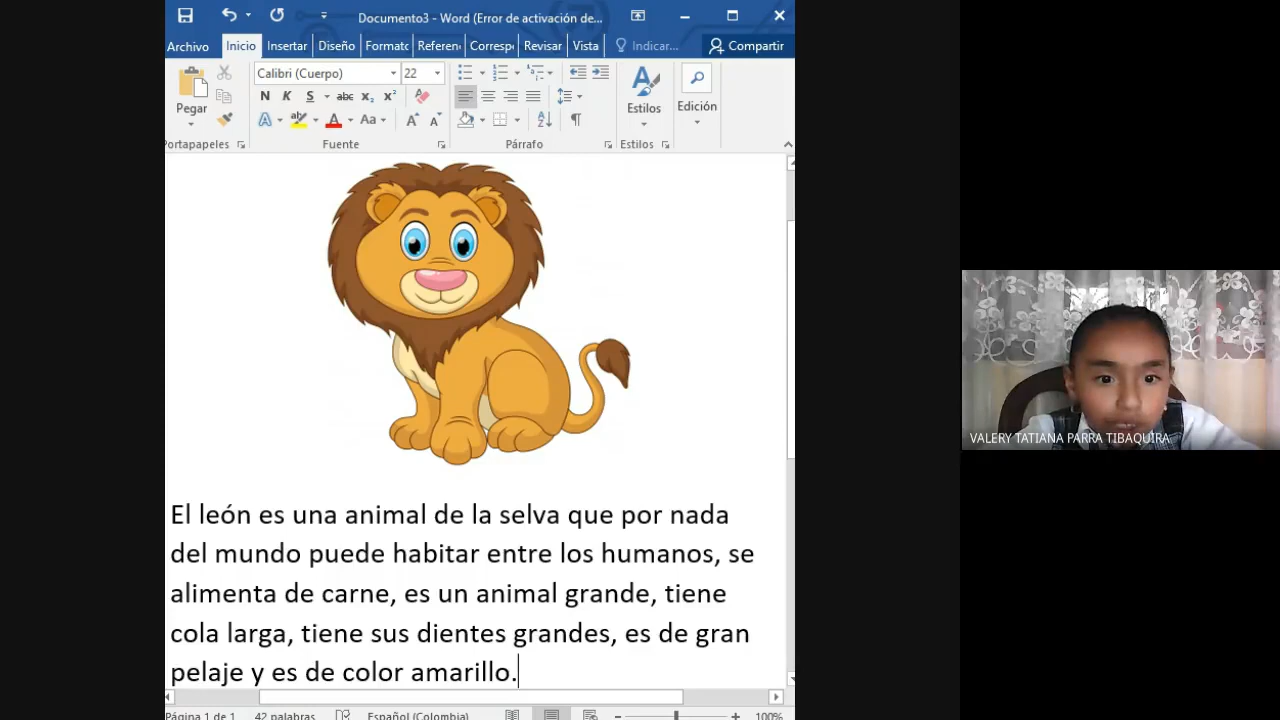 Documento3 - Word (Error de activación de...
Archivo Inicio Insertar Diseño Formato Referen Corresp Revisar Vista Indicar... Compartir
Calibri (Cuerpo) 22
Pegar N K S abc x₂ x² Estilos Edición
A ab A Aa A A
Portapapeles Fuente Párrafo Estilos
El león es una animal de la selva que por nada
del mundo puede habitar entre los humanos, se
alimenta de carne, es un animal grande, tiene
cola larga, tiene sus dientes grandes, es de gran
pelaje y es de color amarillo.
Página 1 de 1 42 palabras Español (Colombia) 100%
VALERY TATIANA PARRA TIBAQUIRA